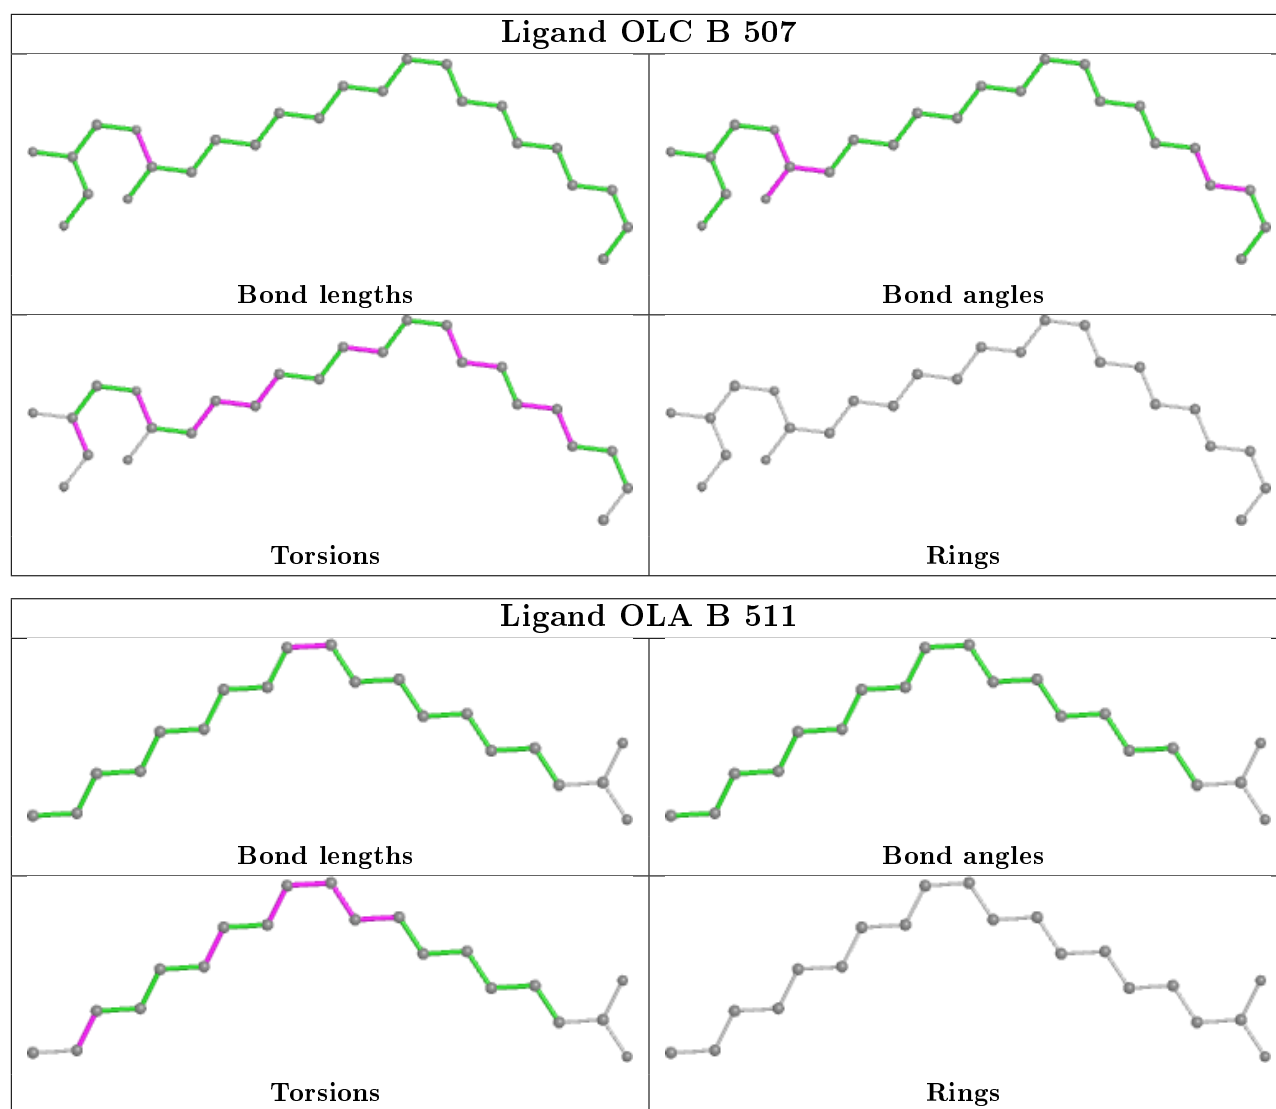 Ligand OLC B 507
Bond lengths
Bond angles
Torsions
Rings
Ligand OLA B 511
Bond lengths
Bond angles
Torsions
Rings